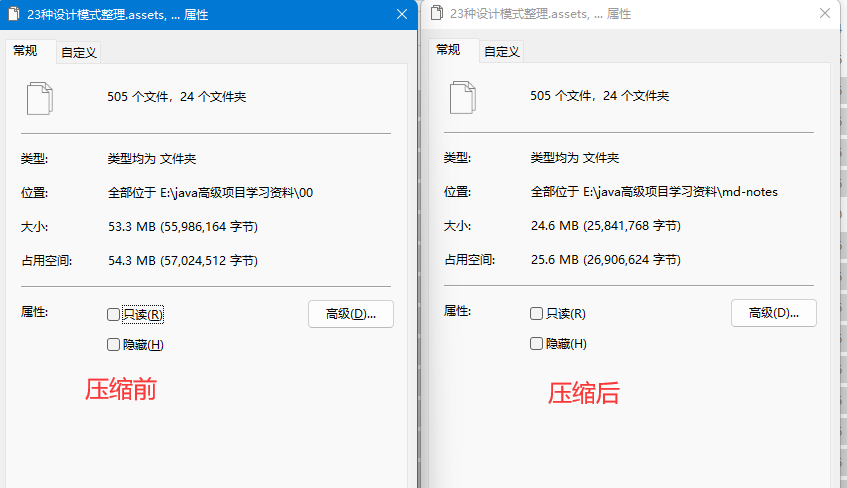 23种设计模式整理.assets, ... 属性
常规
自定义
505 个文件，24 个文件夹
类型:
类型均为 文件夹
位置:
全部位于 E:\java高级项目学习资料\00
大小:
53.3 MB (55,986,164 字节)
占用空间:
54.3 MB (57,024,512 字节)
属性:
只读(R)
高级(D)...
隐藏(H)
压缩前
23种设计模式整理.assets, ... 属性
常规
自定义
505 个文件，24 个文件夹
类型:
类型均为 文件夹
位置:
全部位于 E:\java高级项目学习资料\md-notes
大小:
24.6 MB (25,841,768 字节)
占用空间:
25.6 MB (26,906,624 字节)
属性:
只读(R)
高级(D)...
隐藏(H)
压缩后